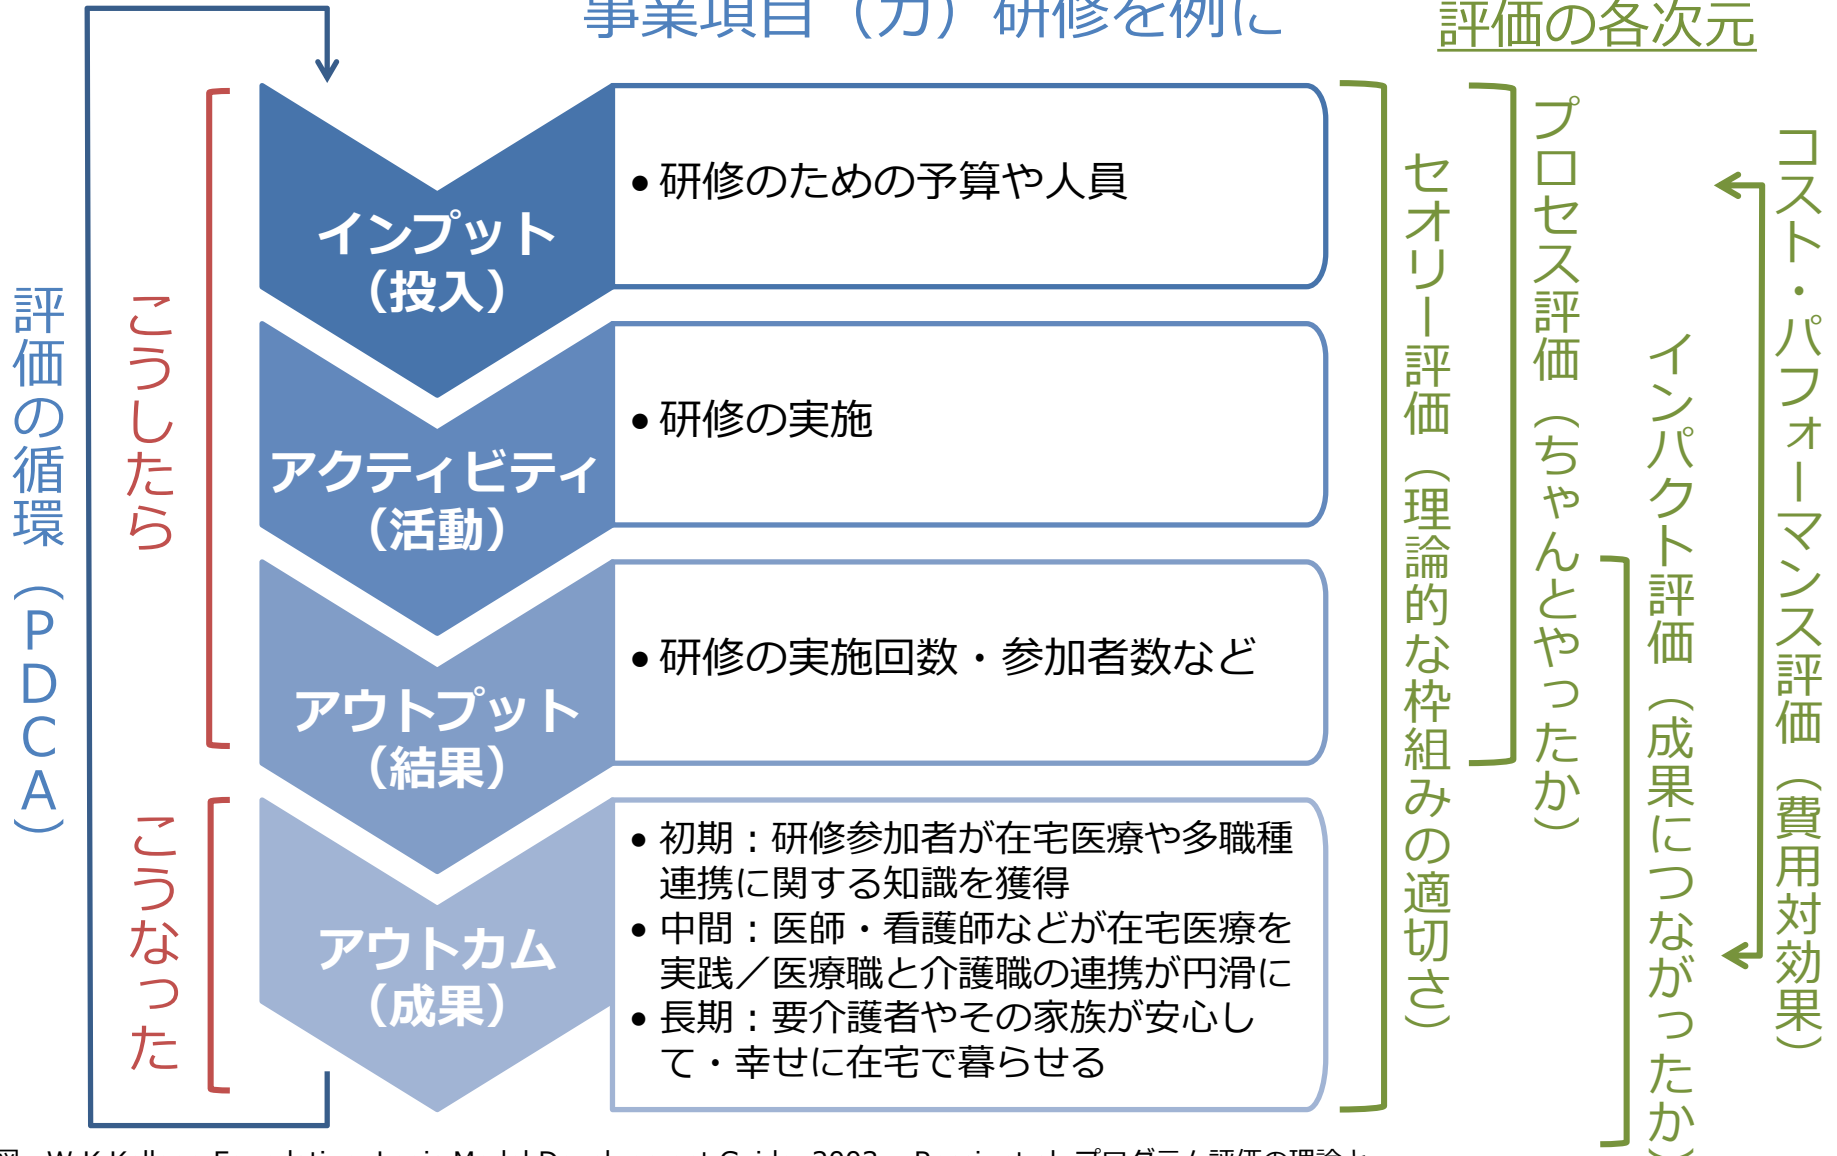 事業項目（カ）研修を例に
評価の各次元
評価の循環（PDCA）
こうしたら
こうなった
インプット
（投入）
• 研修のための予算や人員
アクティビティ
（活動）
• 研修の実施
アウトプット
（結果）
• 研修の実施回数・参加者数など
アウトカム
（成果）
• 初期：研修参加者が在宅医療や多職種
連携に関する知識を獲得
• 中間：医師・看護師などが在宅医療を
実践／医療職と介護職の連携が円滑に
• 長期：要介護者やその家族が安心し
て・幸せに在宅で暮らせる
セオリー評価（理論的な枠組みの適切さ）
プロセス評価（ちゃんとやったか）
インパクト評価（成果につながったか）
コスト・パフォーマンス評価（費用対効果）